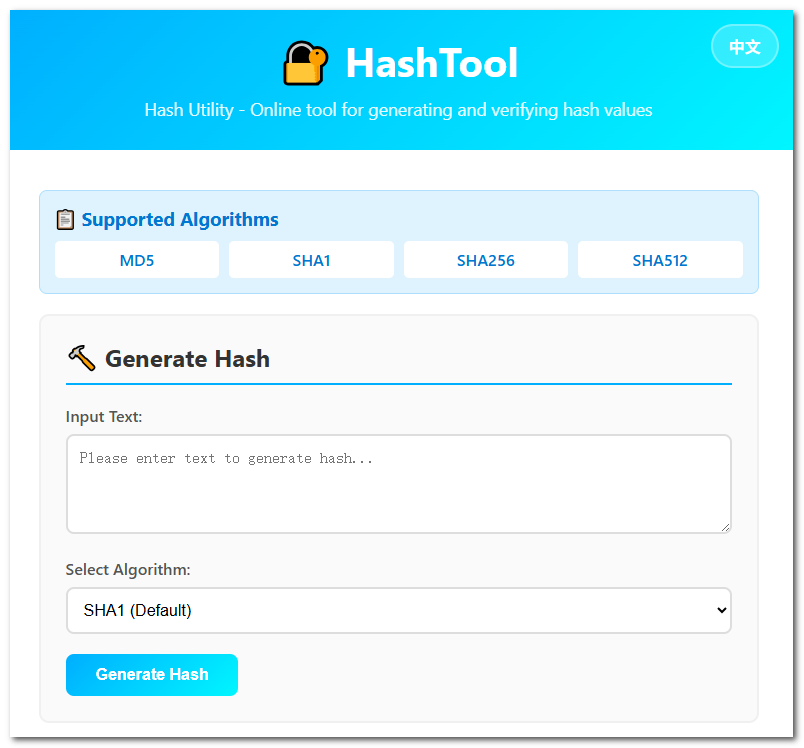 HashTool
中文
Hash Utility - Online tool for generating and verifying hash values
Supported Algorithms
MD5 SHA1 SHA256 SHA512
Generate Hash
Input Text:
Please enter text to generate hash...
Select Algorithm:
SHA1 (Default)
Generate Hash